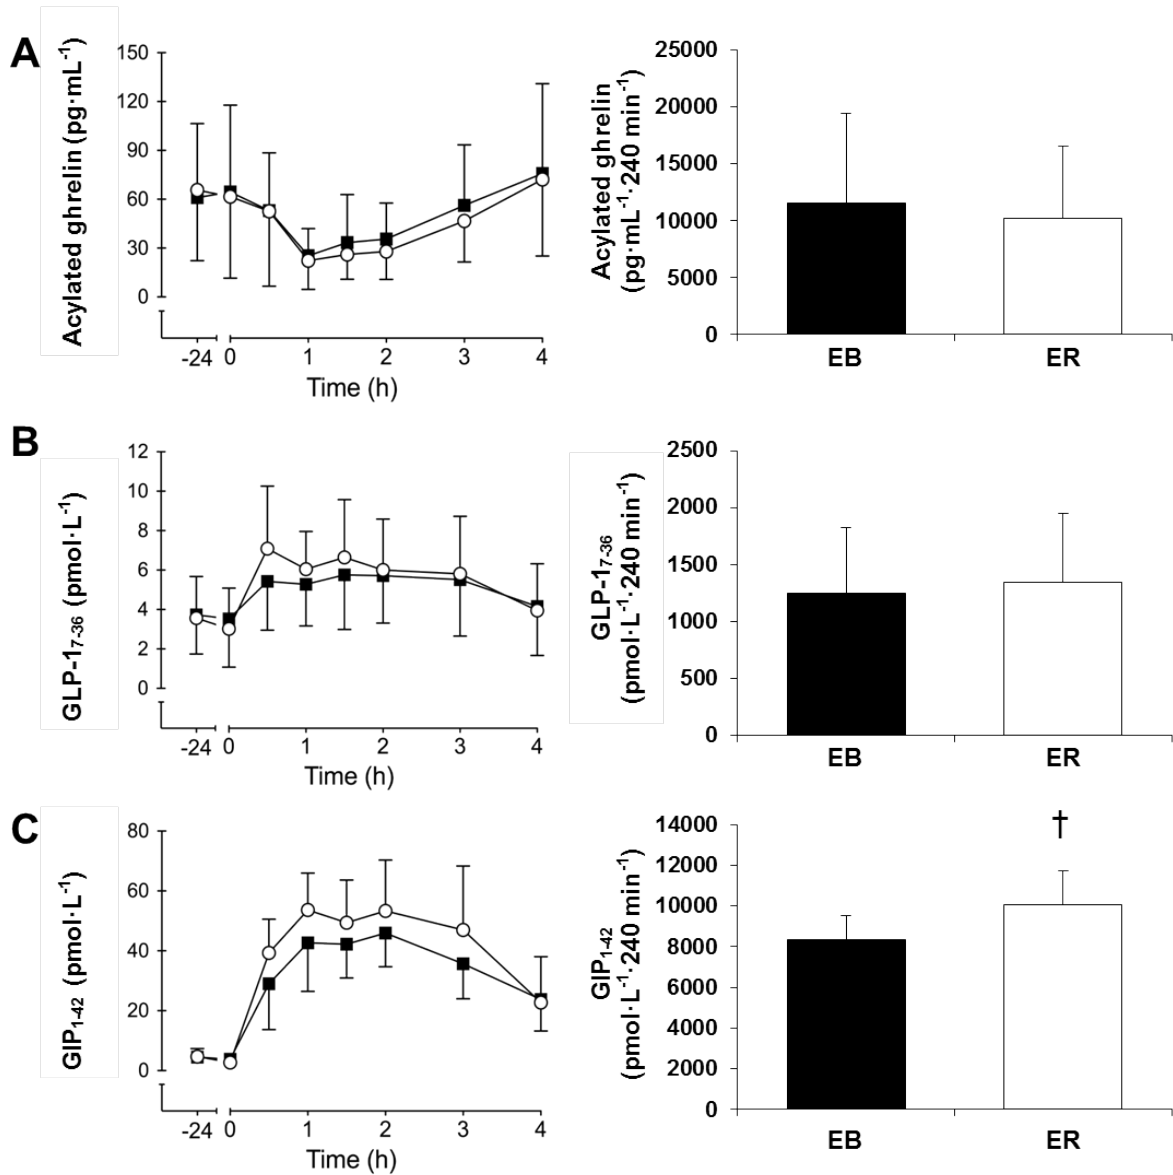 A
Acylated ghrelin (pg·mL⁻¹)
150
120
90
60
30
0
-24 0 1 2 3 4
Time (h)
Acylated ghrelin
(pg·mL⁻¹·240 min⁻¹)
25000
20000
15000
10000
5000
0
EB ER
B
GLP-1₇₋₃₆ (pmol·L⁻¹)
12
10
8
6
4
2
0
-24 0 1 2 3 4
Time (h)
GLP-1₇₋₃₆
(pmol·L⁻¹·240 min⁻¹)
2500
2000
1500
1000
500
0
EB ER
C
GIP₁₋₄₂ (pmol·L⁻¹)
80
60
40
20
0
-24 0 1 2 3 4
Time (h)
GIP₁₋₄₂
(pmol·L⁻¹·240 min⁻¹)
14000
12000
10000
8000
6000
4000
2000
0
†
EB ER